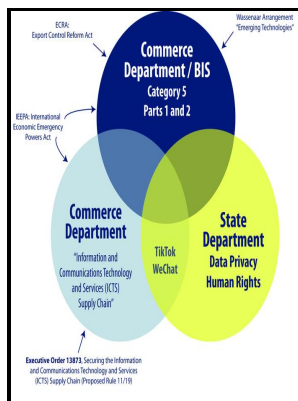 ECRA:
Export Control Reform Act
Wassenaar Arrangement
“Emerging Technologies”
Commerce
Department / BIS
Category 5
Parts 1 and 2
IEEPA: International
Economic Emergency
Powers Act
Commerce
Department
“Information and
Communications Technology
and Services (ICTS)
Supply Chain”
TikTok
WeChat
State
Department
Data Privacy
Human Rights
Executive Order 13873, Securing the Information
and Communications Technology and Services
(ICTS) Supply Chain (Proposed Rule 11/19)